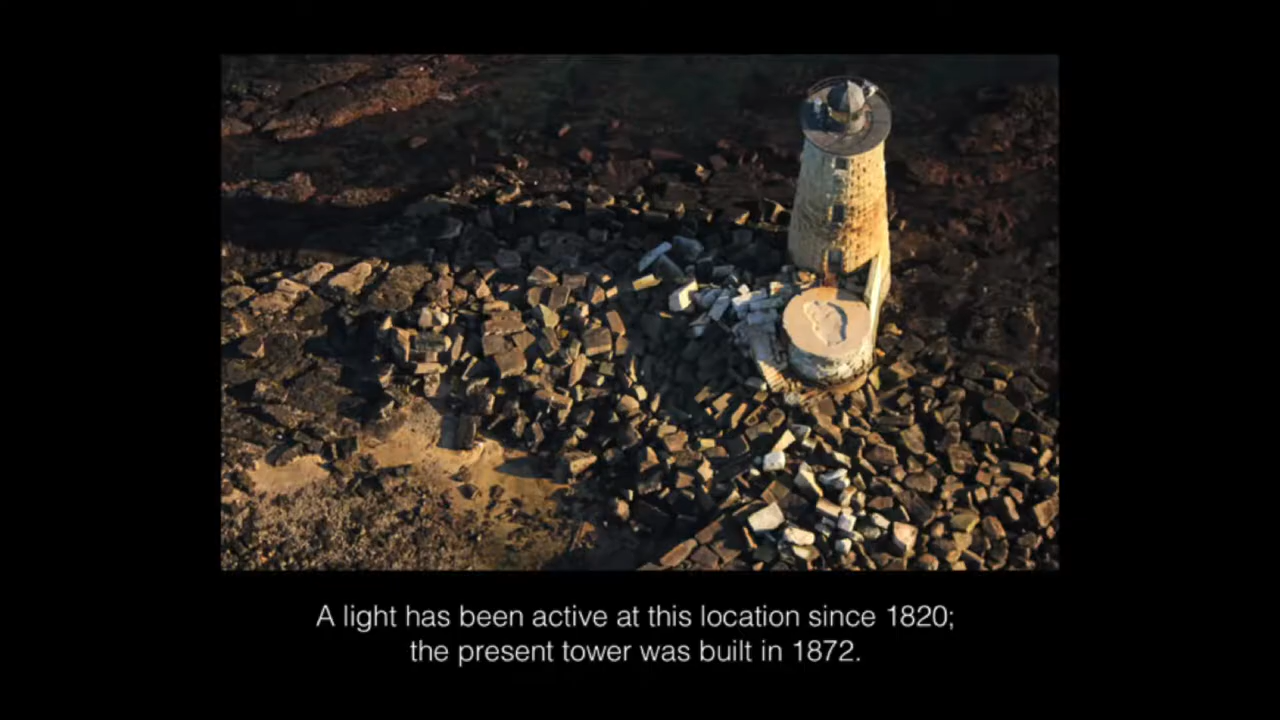 A light has been active at this location since 1820;
the present tower was built in 1872.